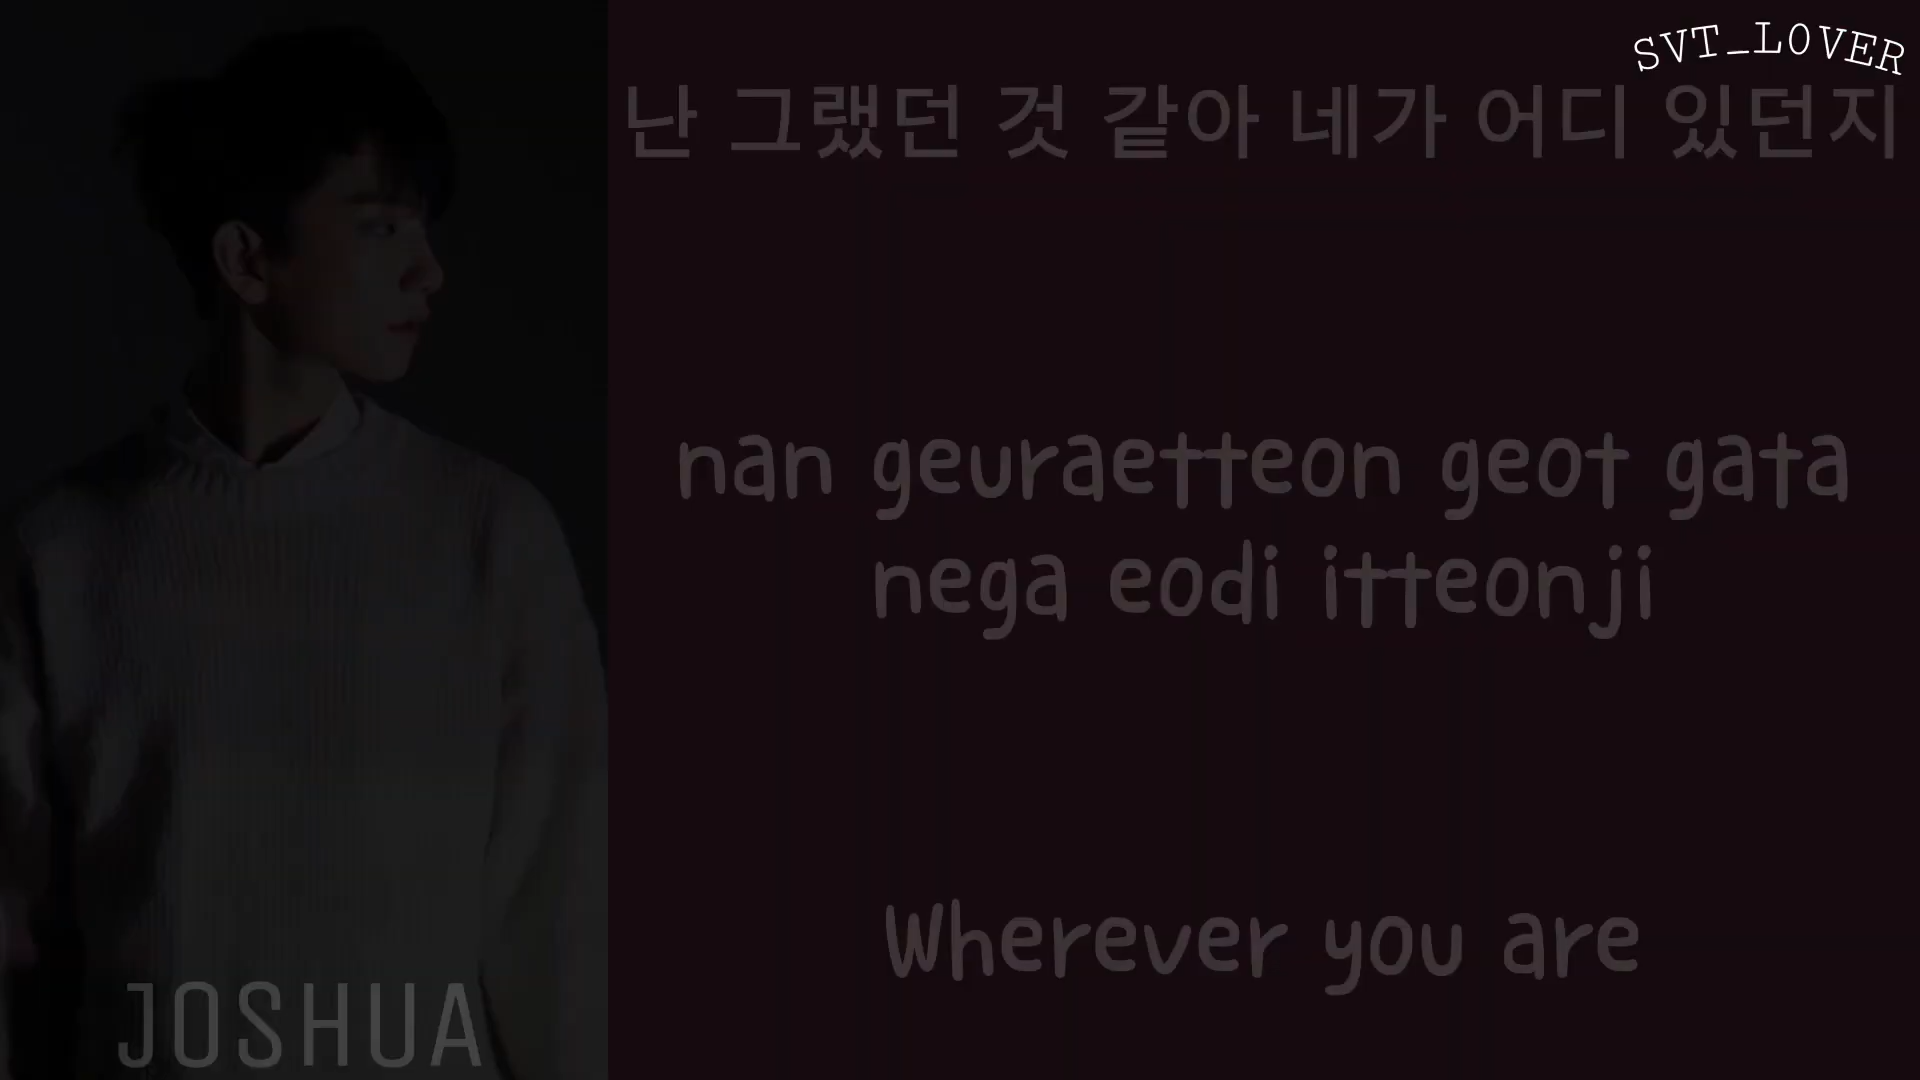 SVT_LOVER
난 그랬던 것 같아 네가 어디 있던지
nan geuraetteon geot gata
nega eodi itteonji
Wherever you are
JOSHUA